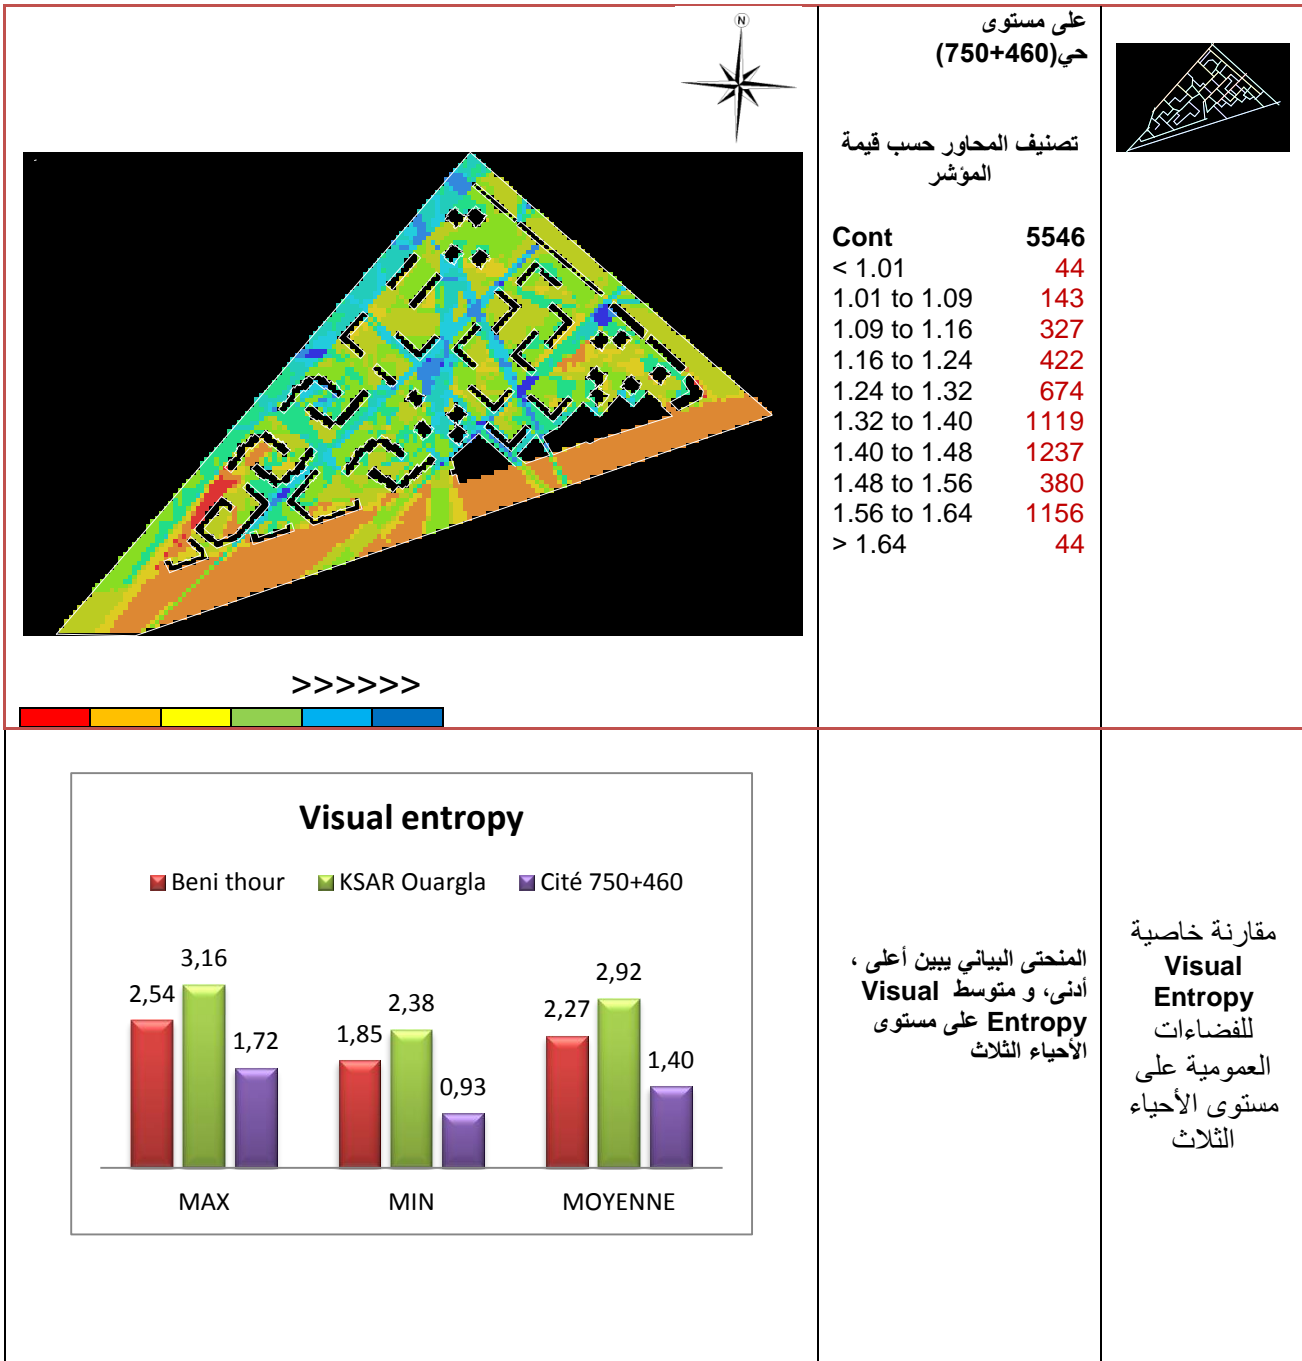 N
على مستوى
حي(460+750)
تصنيف المحاور حسب قيمة
المؤشر
Cont 5546
< 1.01 44
1.01 to 1.09 143
1.09 to 1.16 327
1.16 to 1.24 422
1.24 to 1.32 674
1.32 to 1.40 1119
1.40 to 1.48 1237
1.48 to 1.56 380
1.56 to 1.64 1156
> 1.64 44
>>>>>>
Visual entropy
Beni thour KSAR Ouargla Cité 750+460
2,54 3,16 1,72
1,85 2,38 0,93
2,27 2,92 1,40
MAX MIN MOYENNE
المنحتى البياني يبين أعلى ،
أدنى، و متوسط Visual
Entropy على مستوى
الأحياء الثلاث
مقارنة خاصية
Visual
Entropy
للفضاءات
العمومية على
مستوى الأحياء
الثلاث